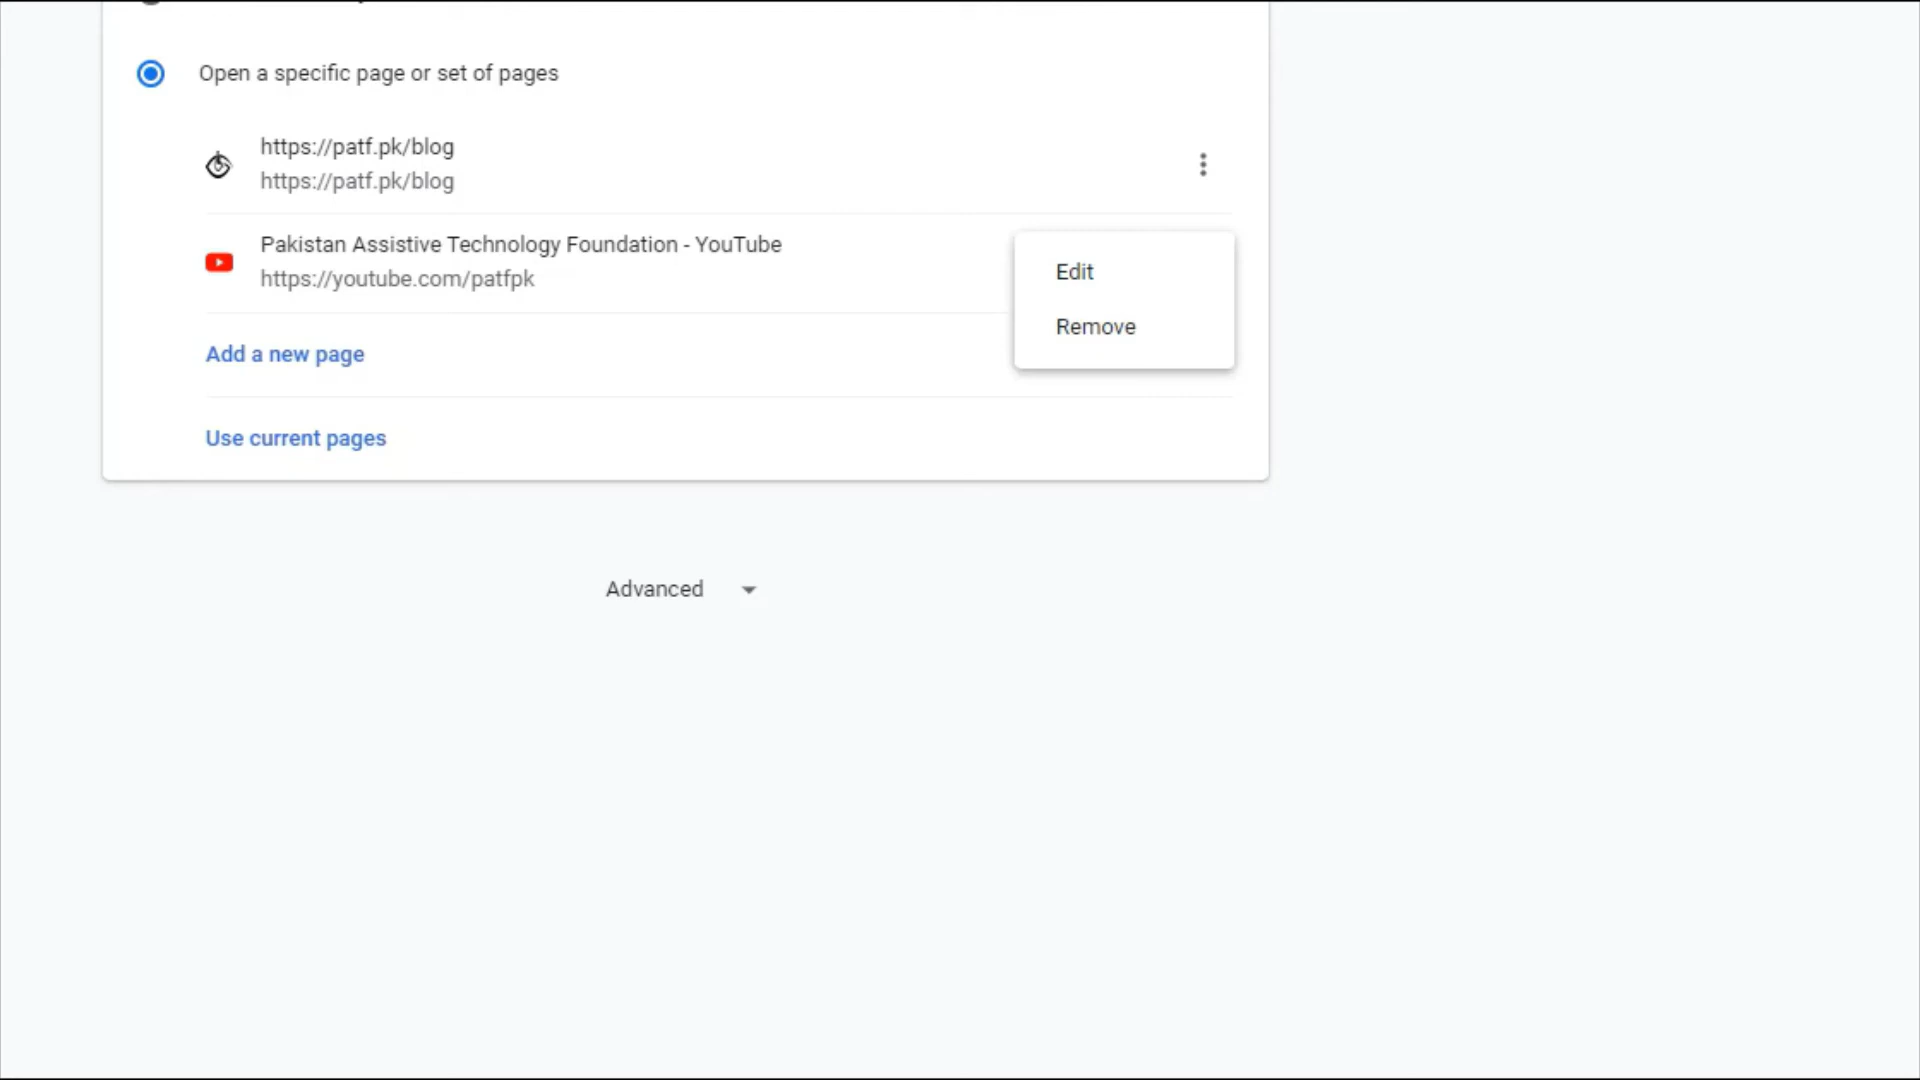 Open a specific page or set of pages
https://patf.pk/blog
https://patf.pk/blog
Pakistan Assistive Technology Foundation - YouTube
https://youtube.com/patfpk
Edit
Remove
Add a new page
Use current pages
Advanced